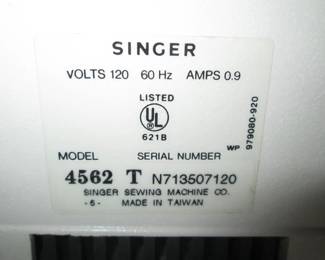 SINGER
VOLTS 120 60 Hz AMPS 0.9
LISTED
UL
621B
WP 979080-920
MODEL SERIAL NUMBER
4562 T N713507120
SINGER SEWING MACHINE CO.
-6- MADE IN TAIWAN